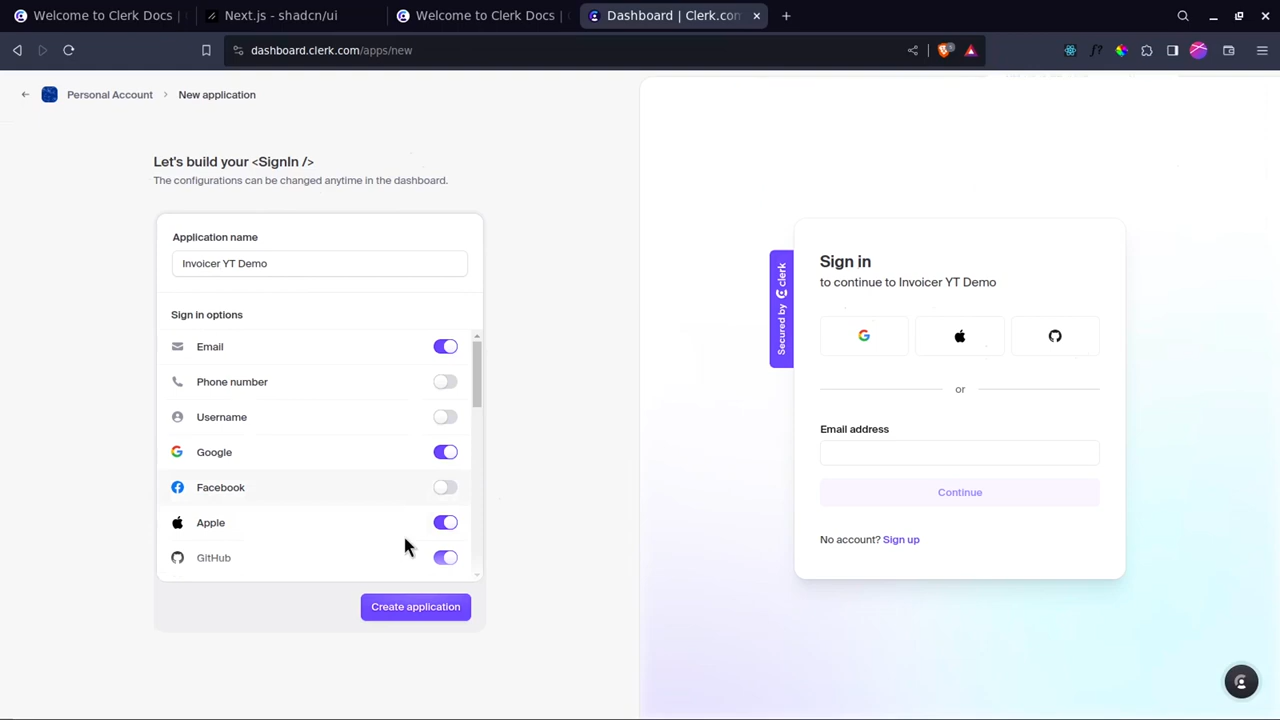 Welcome to Clerk Docs |
Next.js - shadcn/ui
Welcome to Clerk Docs |
Dashboard | Clerk.com
dashboard.clerk.com/apps/new
Personal Account
New application
Let's build your <SignIn />
The configurations can be changed anytime in the dashboard.
Application name
Invoicer YT Demo
Sign in options
Email
Phone number
Username
Google
Facebook
Apple
GitHub
Create application
Secured by clerk
Sign in
to continue to Invoicer YT Demo
or
Email address
Continue
No account? Sign up